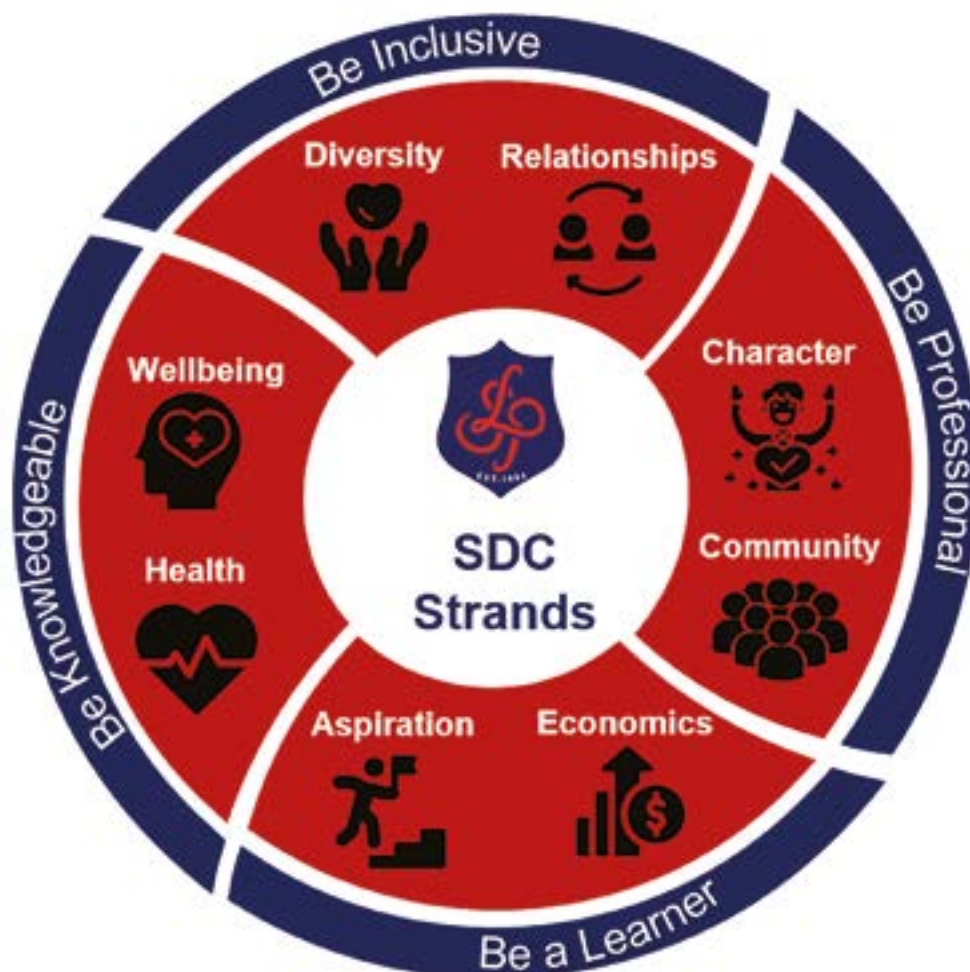 Be Inclusive
Diversity
Relationships
Be Professional
Character
Community
Be a Learner
Economics
Aspiration
Be Knowledgeable
Wellbeing
Health
SDC
Strands
$